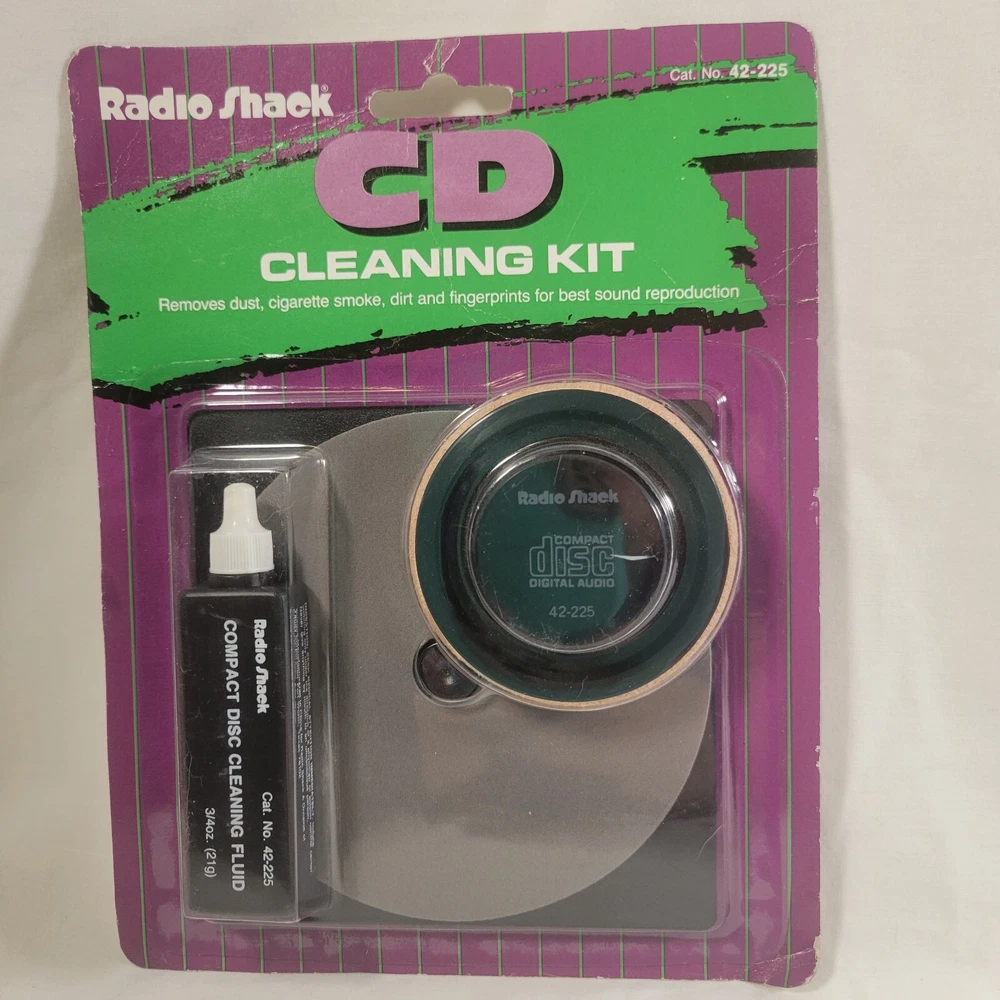 Radio Shack®
Cat. No. 42-225
CD
CLEANING KIT
Removes dust, cigarette smoke, dirt and fingerprints for best sound reproduction
Radio Shack
COMPACT
disc
DIGITAL AUDIO
42-225
Radio Shack
Cat. No. 42-225
COMPACT DISC CLEANING FLUID
3/4oz. (21g)